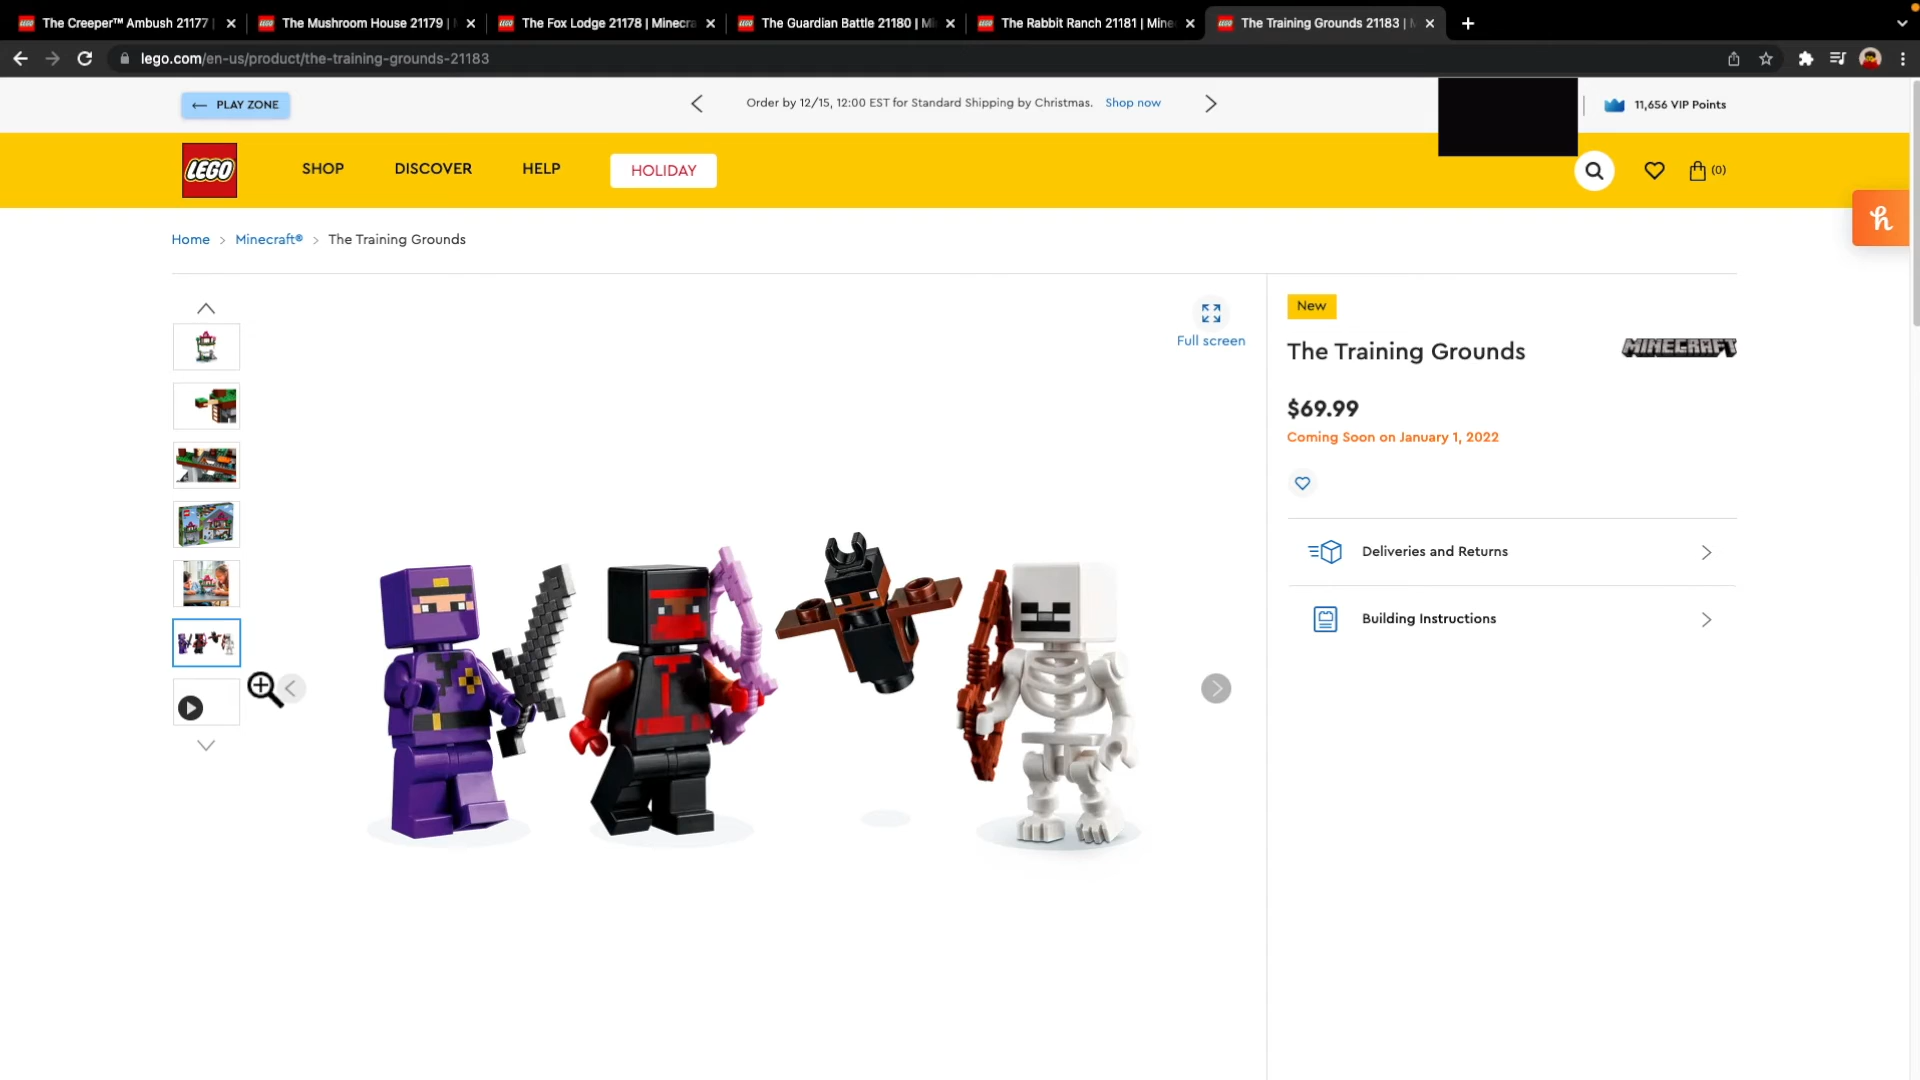 The Creeper™ Ambush 21177 |
The Mushroom House 21179 |
The Fox Lodge 21178 | Minecra
The Guardian Battle 21180 | Mi
The Rabbit Ranch 21181 | Mine
The Training Grounds 21183 |
lego.com/en-us/product/the-training-grounds-21183
PLAY ZONE
Order by 12/15, 12:00 EST for Standard Shipping by Christmas. Shop now
11,656 VIP Points
LEGO
SHOP
DISCOVER
HELP
HOLIDAY
(0)
h
Home > Minecraft® > The Training Grounds
Full screen
New
The Training Grounds
MINECRAFT
$69.99
Coming Soon on January 1, 2022
Deliveries and Returns
Building Instructions